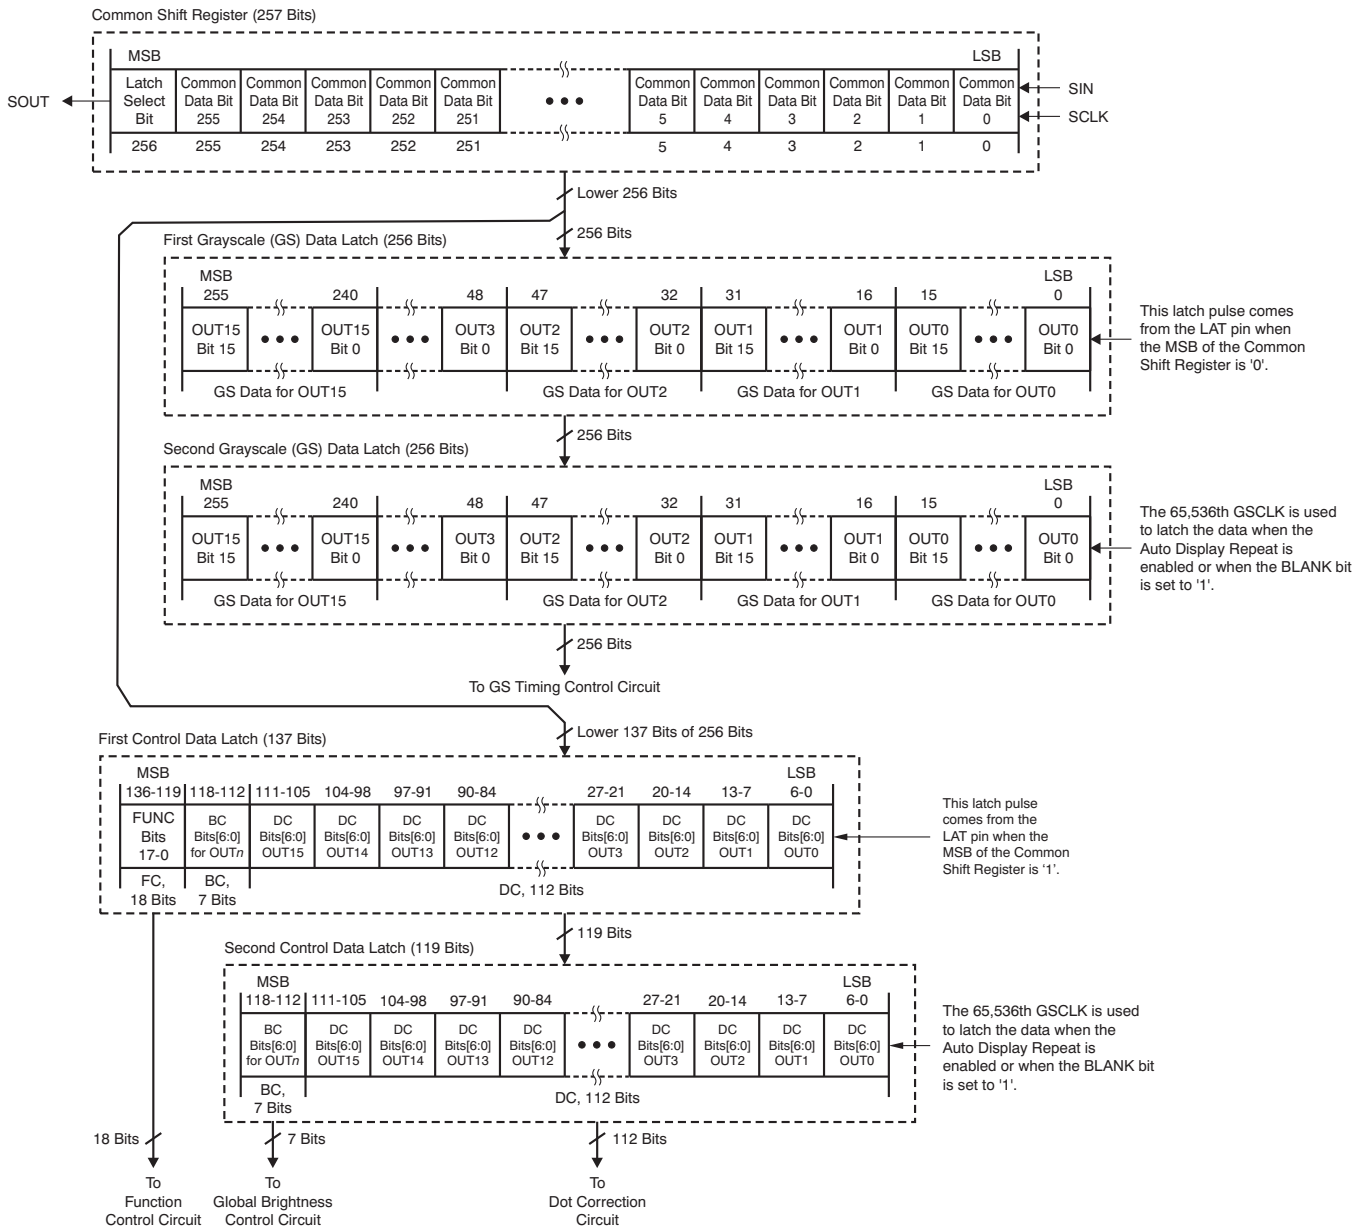 Common Shift Register (257 Bits)
MSB LSB
Latch Select Bit
Common Data Bit 255
Common Data Bit 254
Common Data Bit 253
Common Data Bit 252
Common Data Bit 251
Common Data Bit 5
Common Data Bit 4
Common Data Bit 3
Common Data Bit 2
Common Data Bit 1
Common Data Bit 0
SOUT
SIN
SCLK
256 255 254 253 252 251 5 4 3 2 1 0
Lower 256 Bits
256 Bits
First Grayscale (GS) Data Latch (256 Bits)
MSB LSB
255 240 48 47 32 31 16 15 0
OUT15 Bit 15
OUT15 Bit 0
OUT3 Bit 0
OUT2 Bit 15
OUT2 Bit 0
OUT1 Bit 15
OUT1 Bit 0
OUT0 Bit 15
OUT0 Bit 0
GS Data for OUT15 GS Data for OUT2 GS Data for OUT1 GS Data for OUT0
This latch pulse comes
from the LAT pin when
the MSB of the Common
Shift Register is '0'.
256 Bits
Second Grayscale (GS) Data Latch (256 Bits)
MSB LSB
255 240 48 47 32 31 16 15 0
OUT15 Bit 15
OUT15 Bit 0
OUT3 Bit 0
OUT2 Bit 15
OUT2 Bit 0
OUT1 Bit 15
OUT1 Bit 0
OUT0 Bit 15
OUT0 Bit 0
GS Data for OUT15 GS Data for OUT2 GS Data for OUT1 GS Data for OUT0
The 65,536th GSCLK is used
to latch the data when the
Auto Display Repeat is
enabled or when the BLANK bit
is set to '1'.
256 Bits
To GS Timing Control Circuit
Lower 137 Bits of 256 Bits
First Control Data Latch (137 Bits)
MSB LSB
136-119 118-112 111-105 104-98 97-91 90-84 27-21 20-14 13-7 6-0
FUNC Bits 17-0
BC Bits[6:0] for OUTn
DC Bits[6:0] OUT15
DC Bits[6:0] OUT14
DC Bits[6:0] OUT13
DC Bits[6:0] OUT12
DC Bits[6:0] OUT3
DC Bits[6:0] OUT2
DC Bits[6:0] OUT1
DC Bits[6:0] OUT0
FC, 18 Bits
BC, 7 Bits
DC, 112 Bits
This latch pulse
comes from the
LAT pin when the
MSB of the Common
Shift Register is ‘1’.
119 Bits
Second Control Data Latch (119 Bits)
MSB LSB
118-112 111-105 104-98 97-91 90-84 27-21 20-14 13-7 6-0
BC Bits[6:0] for OUTn
DC Bits[6:0] OUT15
DC Bits[6:0] OUT14
DC Bits[6:0] OUT13
DC Bits[6:0] OUT12
DC Bits[6:0] OUT3
DC Bits[6:0] OUT2
DC Bits[6:0] OUT1
DC Bits[6:0] OUT0
BC, 7 Bits
DC, 112 Bits
The 65,536th GSCLK is used
to latch the data when the
Auto Display Repeat is
enabled or when the BLANK bit
is set to '1'.
18 Bits 7 Bits 112 Bits
To Function Control Circuit
To Global Brightness Control Circuit
To Dot Correction Circuit